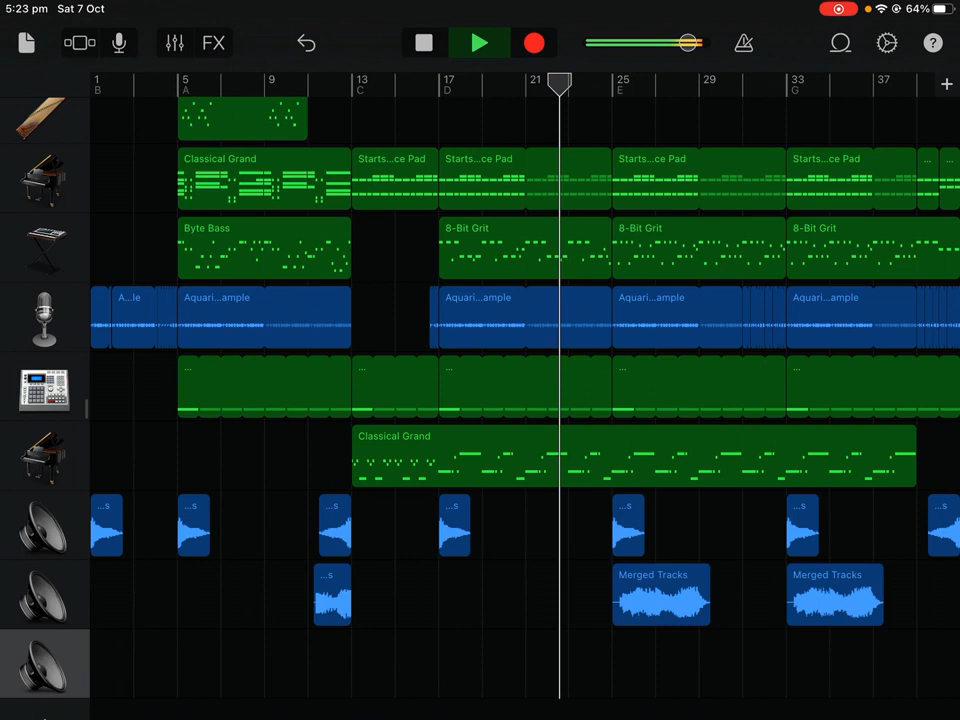 5:23 pm Sat 7 Oct 64%
FX ?
1 5 9 13 17 21 25 29 33 37 +
B A C D E G
Classical Grand Starts...ce Pad Starts...ce Pad Starts...ce Pad Starts...ce Pad ... ...
Byte Bass 8-Bit Grit 8-Bit Grit 8-Bit Grit
A...le Aquari...ample Aquari...ample Aquari...ample Aquari...ample
... ... ... ... ...
Classical Grand
...s ...s ...s ...s ...s ...s ...s
...s Merged Tracks Merged Tracks